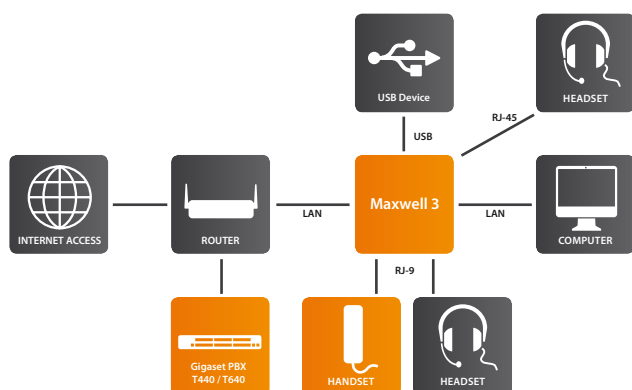 USB Device
HEADSET
RJ-45
USB
INTERNET ACCESS
ROUTER
LAN
Maxwell 3
LAN
COMPUTER
RJ-9
Gigaset PBX
T440 / T640
HANDSET
HEADSET